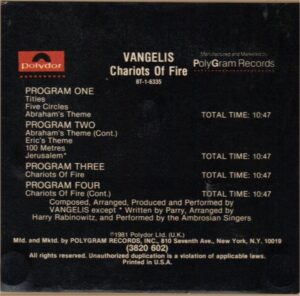 polydor
VANGELIS
Chariots Of Fire
8T-1-6335
Manufactured and Marketed by
PolyGram Records
PROGRAM ONE
Titles
Five Circles
Abraham's Theme TOTAL TIME: 10:47
PROGRAM TWO
Abraham's Theme (Cont.)
Eric's Theme
100 Metres
Jerusalem* TOTAL TIME: 10:47
PROGRAM THREE
Chariots Of Fire TOTAL TIME: 10:47
PROGRAM FOUR
Chariots Of Fire (Cont.) TOTAL TIME: 10:47
Composed, Arranged, Produced and Performed by
VANGELIS except * Written by Parry, Arranged by
Harry Rabinowitz, and Performed by the Ambrosian Singers
©1981 Polydor Ltd. (U.K.)
Mfd. and Mktd. by POLYGRAM RECORDS, INC., 810 Seventh Ave., New York, N.Y. 10019
(3820 602)
All rights reserved. Unauthorized duplication is a violation of applicable laws.
Printed in U.S.A.